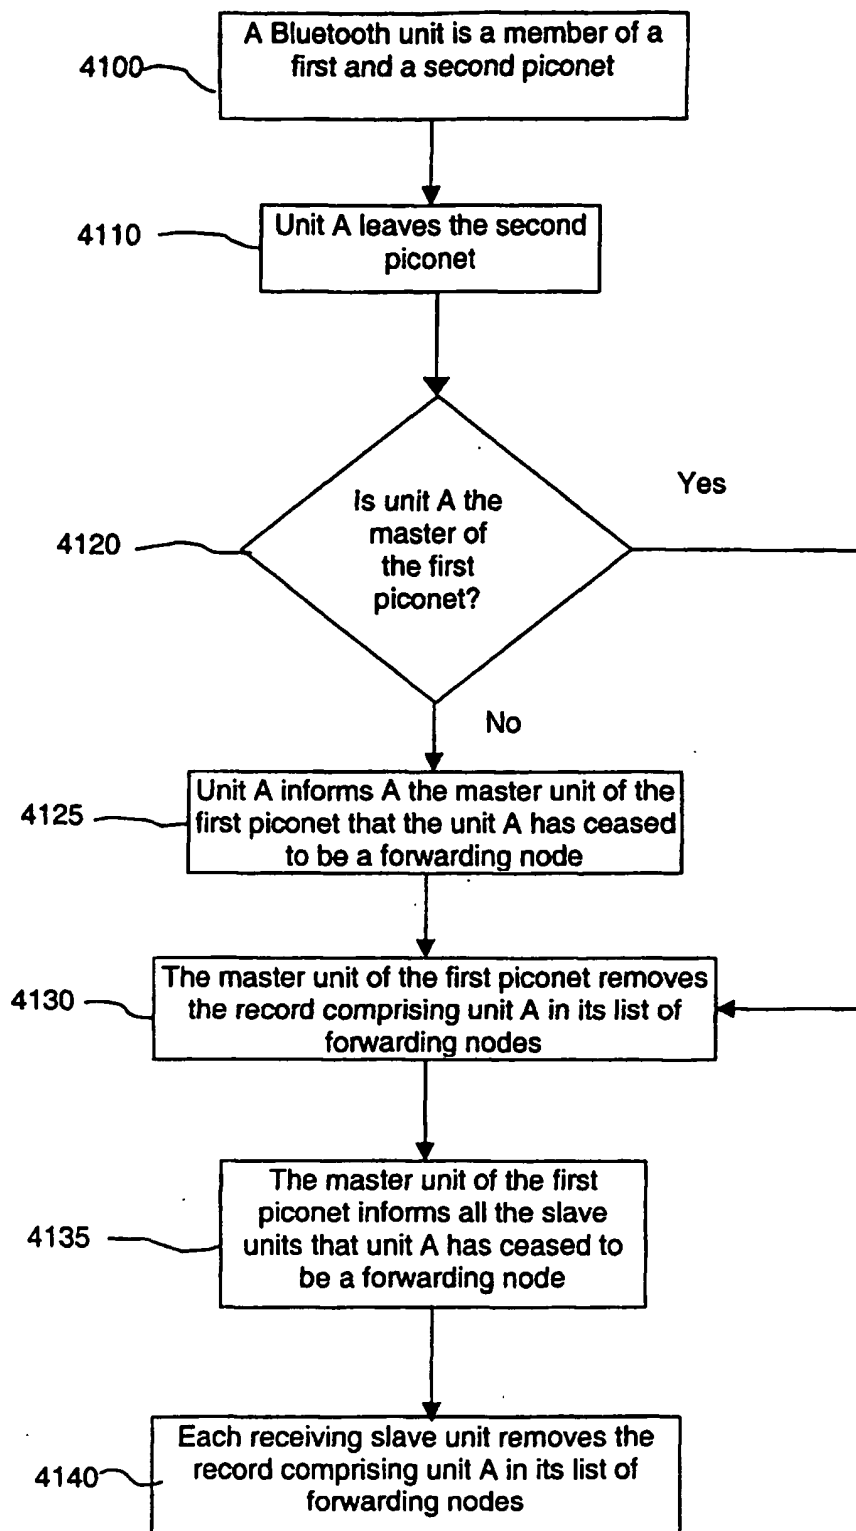 A Bluetooth unit is a member of a
first and a second piconet
4100
Unit A leaves the second
piconet
4110
Yes
Is unit A the
master of
the first
piconet?
4120
No
Unit A informs A the master unit of the
first piconet that the unit A has ceased
to be a forwarding node
4125
The master unit of the first piconet removes
the record comprising unit A in its list of
forwarding nodes
4130
The master unit of the first
piconet informs all the slave
units that unit A has ceased to
be a forwarding node
4135
Each receiving slave unit removes the
record comprising unit A in its list of
forwarding nodes
4140